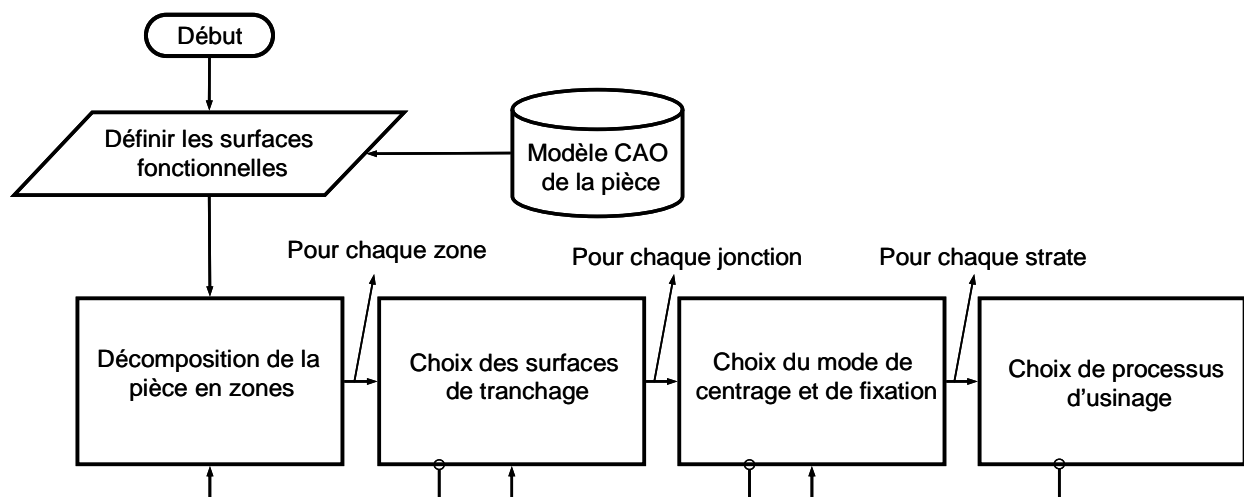 Début
Définir les surfaces
fonctionnelles
Modèle CAO
de la pièce
Pour chaque zone
Pour chaque jonction
Pour chaque strate
Décomposition de la
pièce en zones
Choix des surfaces
de tranchage
Choix du mode de
centrage et de fixation
Choix de processus
d'usinage